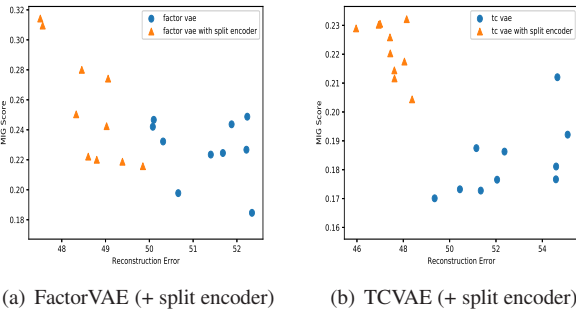 0.32
0.30
0.28
0.26
0.24
0.22
0.20
0.18
MIG Score
48 49 50 51 52
Reconstruction Error
factor vae
factor vae with split encoder
0.23
0.22
0.21
0.20
0.19
0.18
0.17
0.16
MIG Score
46 48 50 52 54
Reconstruction Error
tc vae
tc vae with split encoder
(a) FactorVAE (+ split encoder)
(b) TCVAE (+ split encoder)